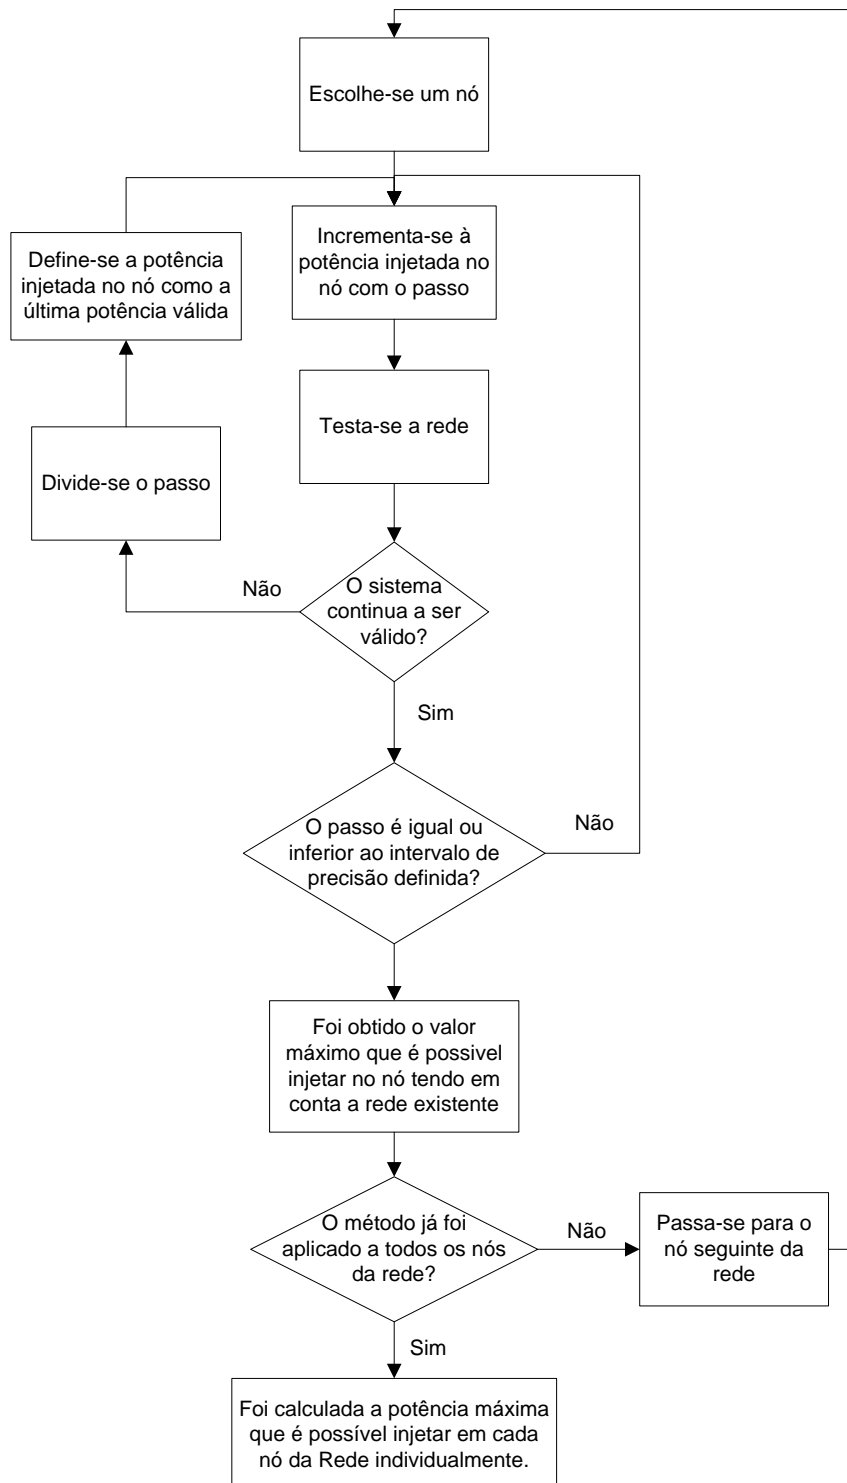 Escolhe-se um nó
Incrementa-se à
potência injetada no
nó com o passo
Define-se a potência
injetada no nó como a
última potência válida
Testa-se a rede
Divide-se o passo
O sistema
continua a ser
válido?
Não
Sim
O passo é igual ou
inferior ao intervalo de
precisão definida?
Não
Foi obtido o valor
máximo que é possivel
injetar no nó tendo em
conta a rede existente
O método já foi
aplicado a todos os nós
da rede?
Não
Passa-se para o
nó seguinte da
rede
Sim
Foi calculada a potência máxima
que é possível injetar em cada
nó da Rede individualmente.